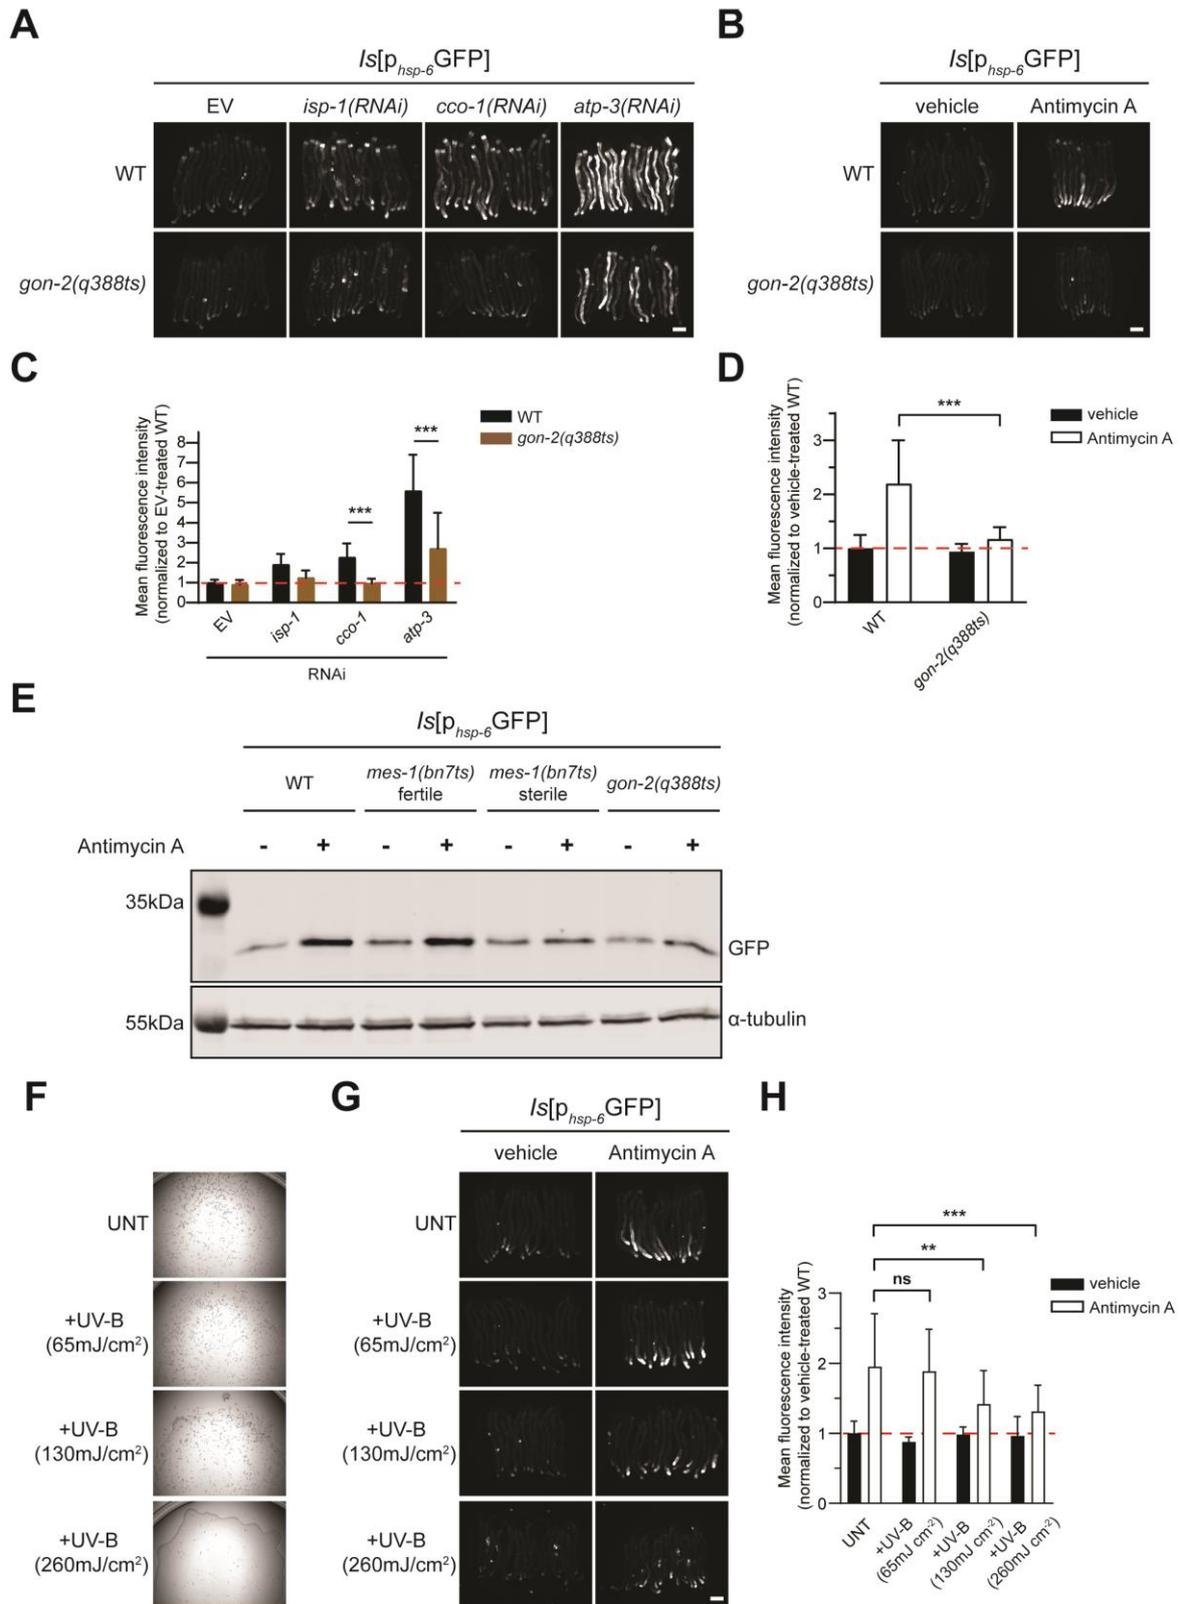 A
Is[phsp-6GFP]
EV isp-1(RNAi) cco-1(RNAi) atp-3(RNAi)
WT
gon-2(q388ts)
B
Is[phsp-6GFP]
vehicle Antimycin A
WT
gon-2(q388ts)
C
Mean fluorescence intensity
(normalized to EV-treated WT)
8
7
6
5
4
3
2
1
0
*** ***
WT
gon-2(q388ts)
EV isp-1 cco-1 atp-3
RNAi
D
Mean fluorescence intensity
(normalized to vehicle-treated WT)
3
2
1
0
***
vehicle
Antimycin A
WT gon-2(q388ts)
E
Is[phsp-6GFP]
WT mes-1(bn7ts) mes-1(bn7ts) gon-2(q388ts)
fertile sterile
Antimycin A - + - + - + - +
35kDa
GFP
55kDa
α-tubulin
F
UNT
+UV-B
(65mJ/cm²)
+UV-B
(130mJ/cm²)
+UV-B
(260mJ/cm²)
G
Is[phsp-6GFP]
vehicle Antimycin A
UNT
+UV-B
(65mJ/cm²)
+UV-B
(130mJ/cm²)
+UV-B
(260mJ/cm²)
H
Mean fluorescence intensity
(normalized to vehicle-treated WT)
3
2
1
0
***
**
ns
vehicle
Antimycin A
UNT
+UV-B
(65mJ cm⁻²)
+UV-B
(130mJ cm⁻²)
+UV-B
(260mJ cm⁻²)